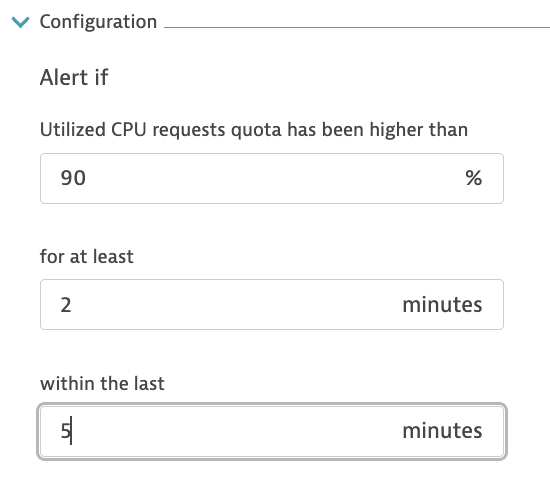 Configuration
Alert if
Utilized CPU requests quota has been higher than
90 %
for at least
2 minutes
within the last
5 minutes